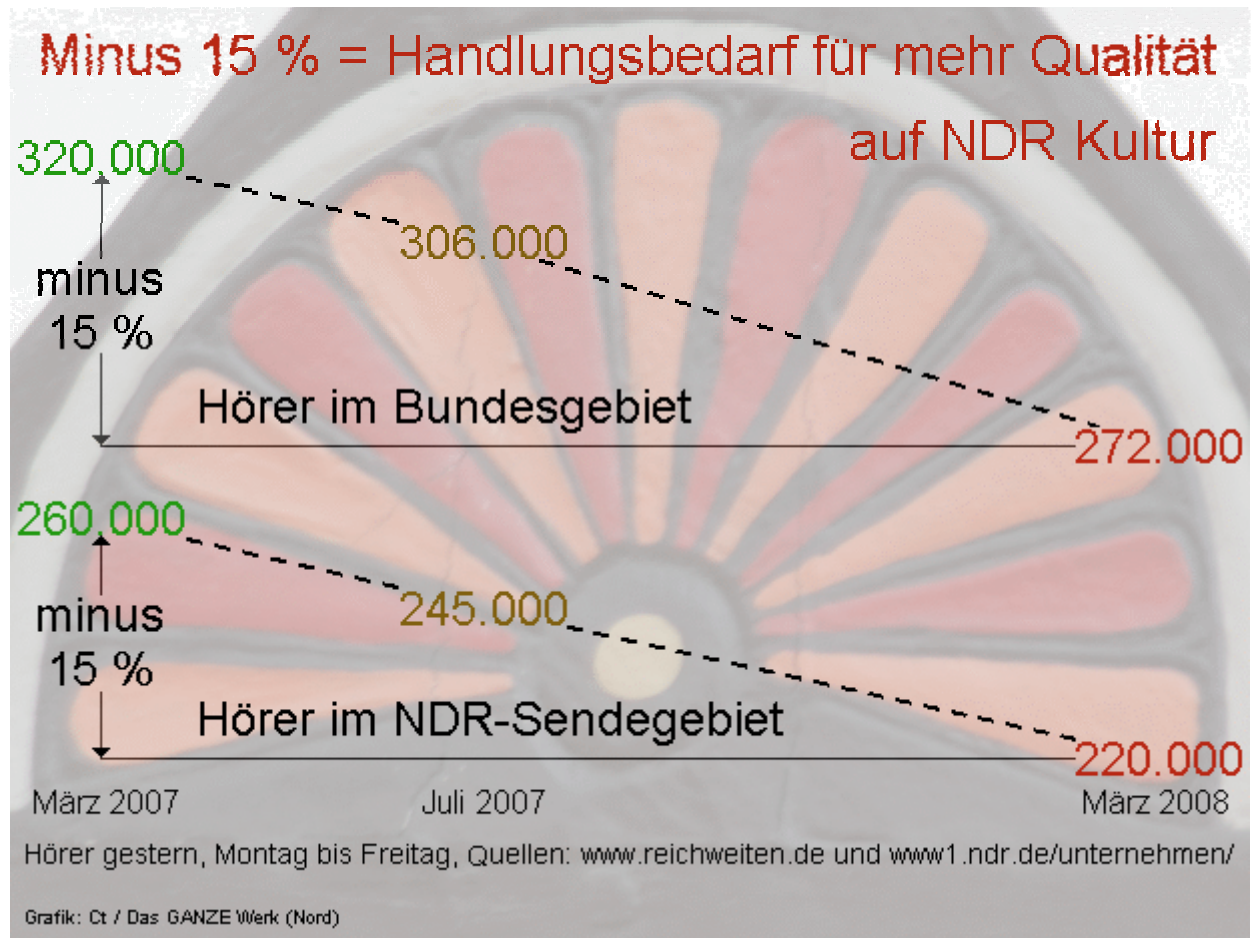 Minus 15 % = Handlungsbedarf für mehr Qualität
auf NDR Kultur
320.000
306.000
minus
15 %
Hörer im Bundesgebiet
272.000
260.000
245.000
minus
15 %
Hörer im NDR-Sendegebiet
220.000
März 2007 Juli 2007 März 2008
Hörer gestern, Montag bis Freitag, Quellen: www.reichweiten.de und www1.ndr.de/unternehmen/
Grafik: Ct / Das GANZE Werk (Nord)